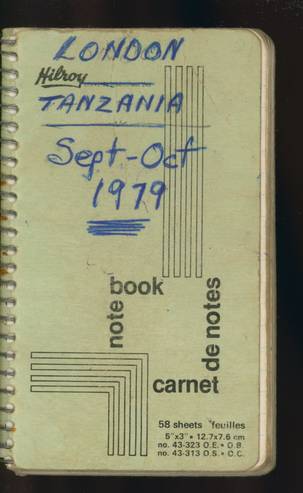 LONDON
Hilroy
TANZANIA
Sept-Oct
1979
note book
carnet de notes
58 sheets feuilles
5"x3" • 12.7x7.6 cm
no. 43-323 O.E. • O.B.
no. 43-313 O.S. • O.C.